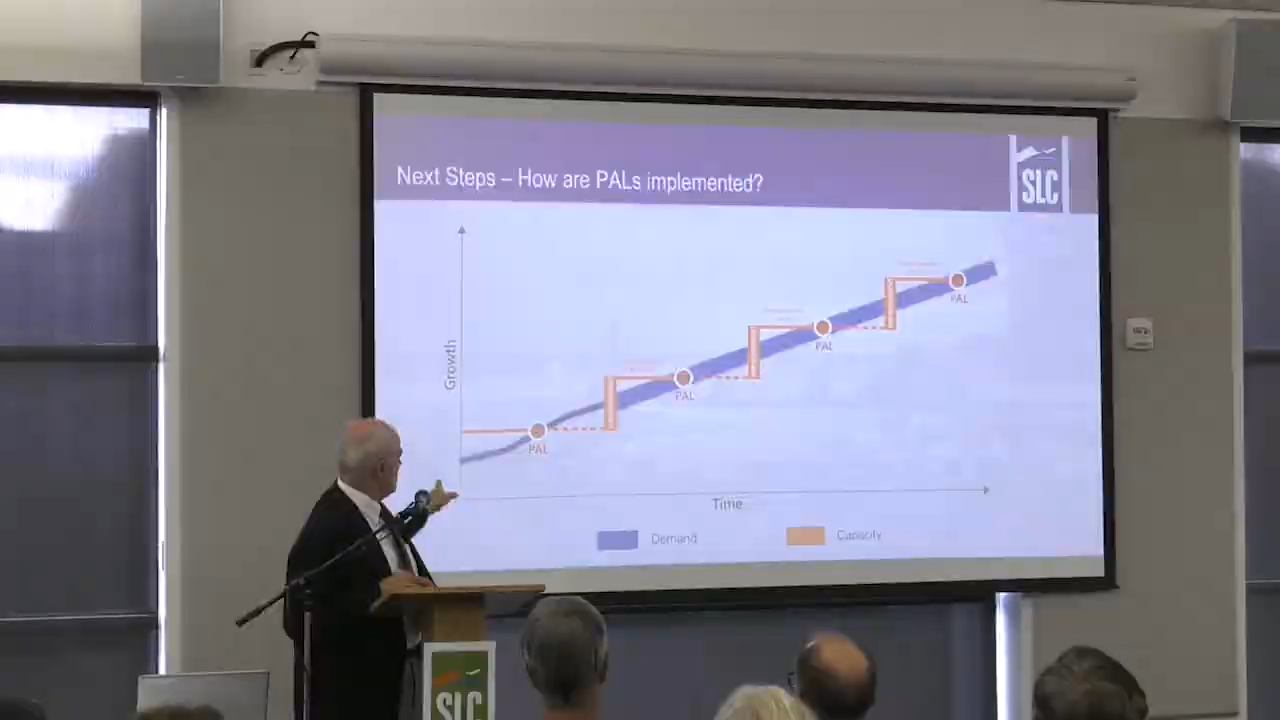 Next Steps – How are PALs implemented?
SLC
PAL
PAL
PAL
PAL
Growth
Time
Demand
Capacity
SLC